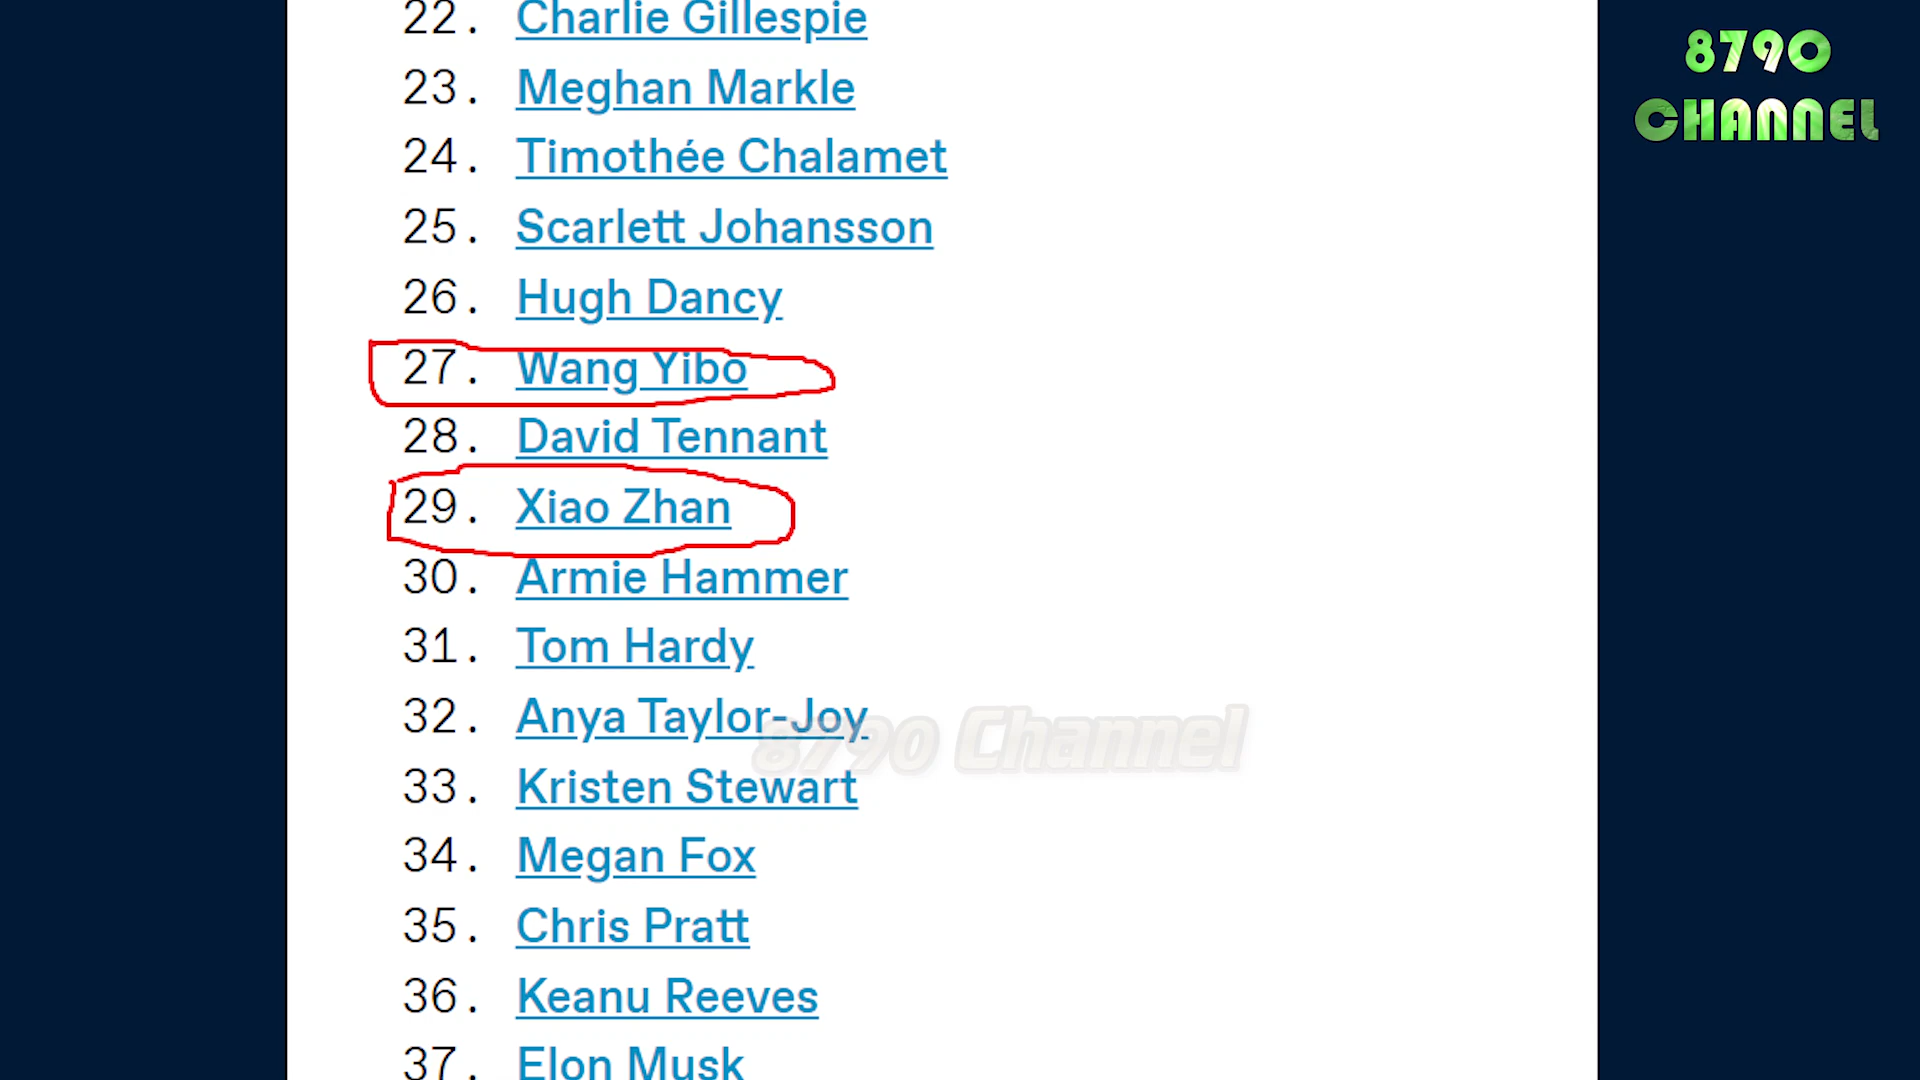 22. Charlie Gillespie
23. Meghan Markle
24. Timothée Chalamet
25. Scarlett Johansson
26. Hugh Dancy
27. Wang Yibo
28. David Tennant
29. Xiao Zhan
30. Armie Hammer
31. Tom Hardy
32. Anya Taylor-Joy
33. Kristen Stewart
34. Megan Fox
35. Chris Pratt
36. Keanu Reeves
37. Elon Musk
8790
CHANNEL
8790 Channel